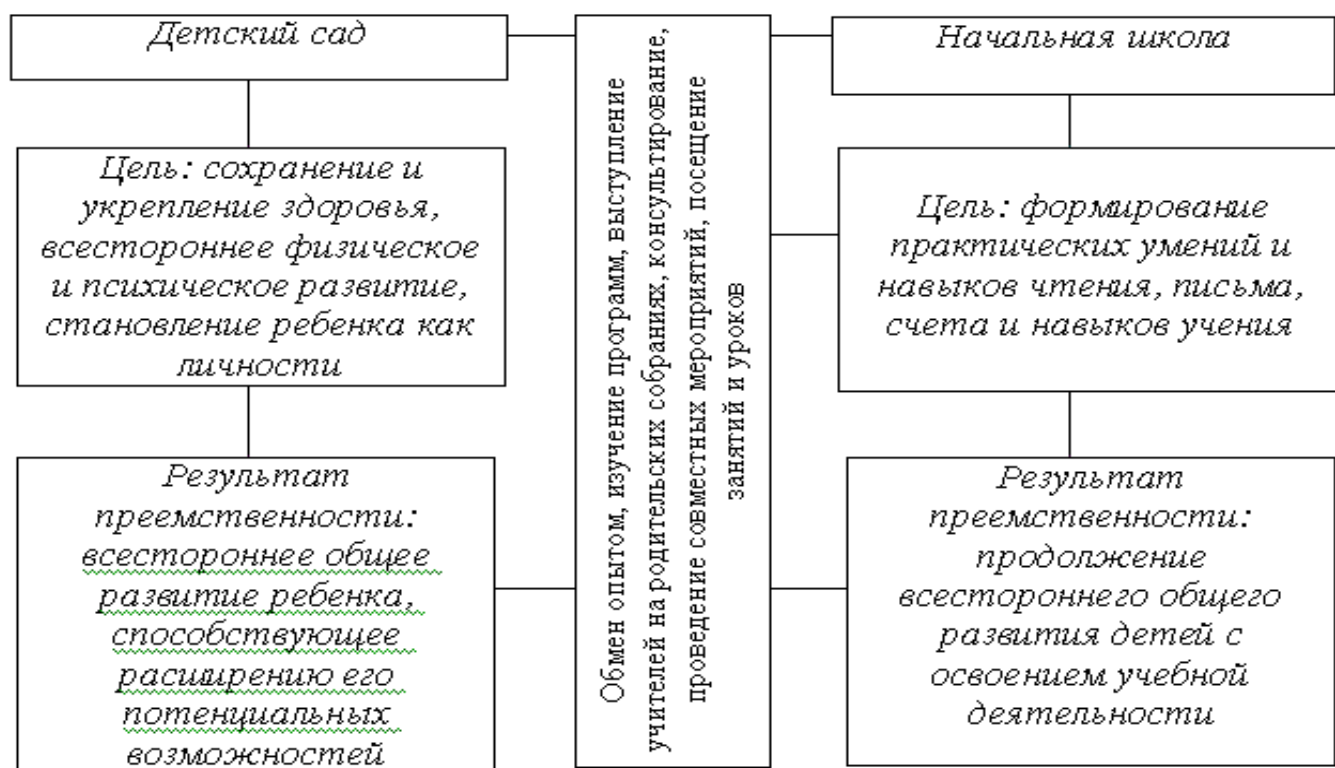 Детский сад
Цель: сохранение и
укрепление здоровья,
всестороннее физическое
и психическое развитие,
становление ребенка как
личности
Результат
преемственности:
всестороннее общее
развитие ребенка,
способствующее
расширению его
потенциальных
возможностей
Обмен опытом, изучение программ, выступление
учителей на родительских собраниях, консультирование,
проведение совместных мероприятий, посещение
занятий и уроков
Начальная школа
Цель: формирование
практических умений и
навыков чтения, письма,
счета и навыков учения
Результат
преемственности:
продолжение
всестороннего общего
развития детей с
освоением учебной
деятельности